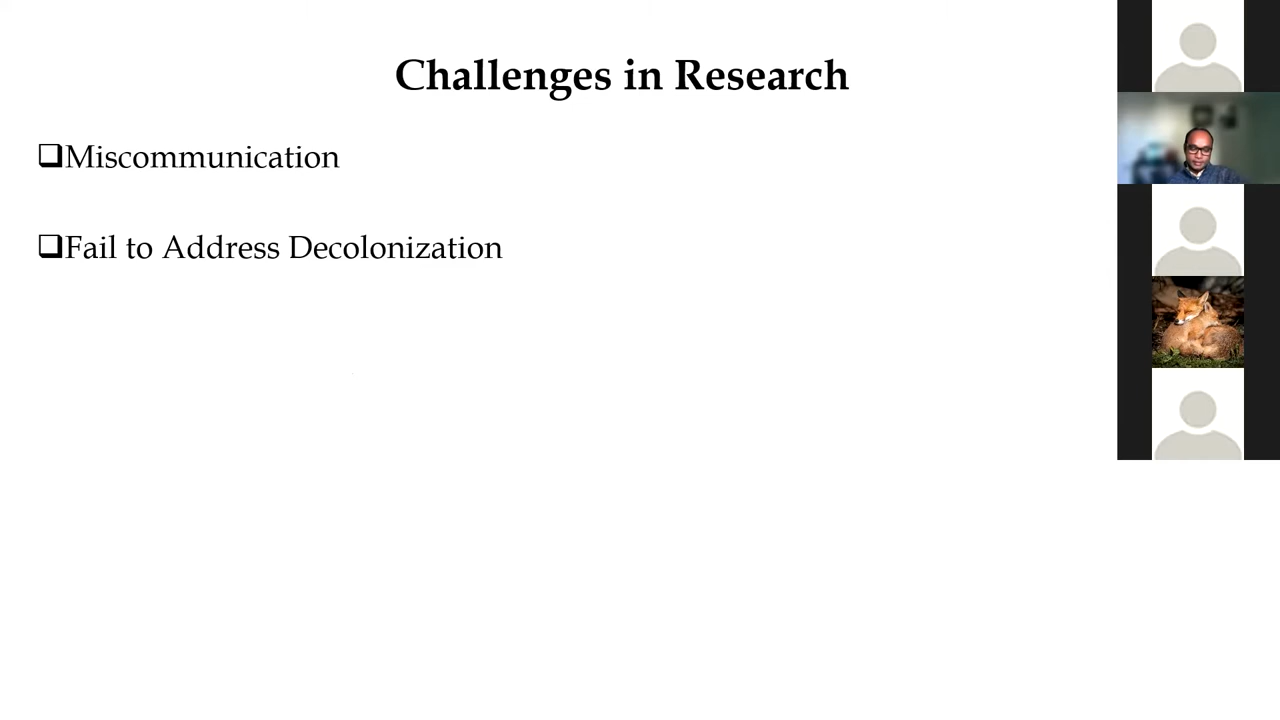 Challenges in Research
❑Miscommunication
❑Fail to Address Decolonization